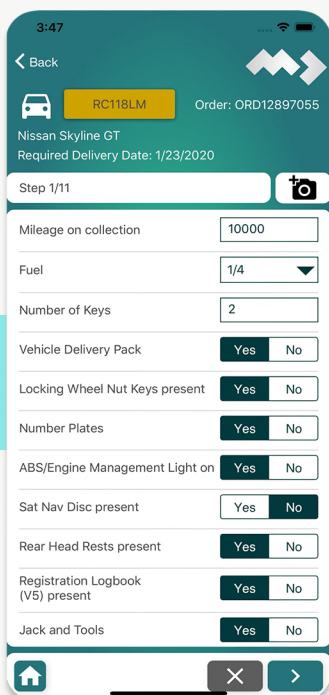 3:47
Back
RC118LM
Order: ORD12897055
Nissan Skyline GT
Required Delivery Date: 1/23/2020
Step 1/11
Mileage on collection 10000
Fuel 1/4
Number of Keys 2
Vehicle Delivery Pack Yes No
Locking Wheel Nut Keys present Yes No
Number Plates Yes No
ABS/Engine Management Light on Yes No
Sat Nav Disc present Yes No
Rear Head Rests present Yes No
Registration Logbook
(V5) present Yes No
Jack and Tools Yes No